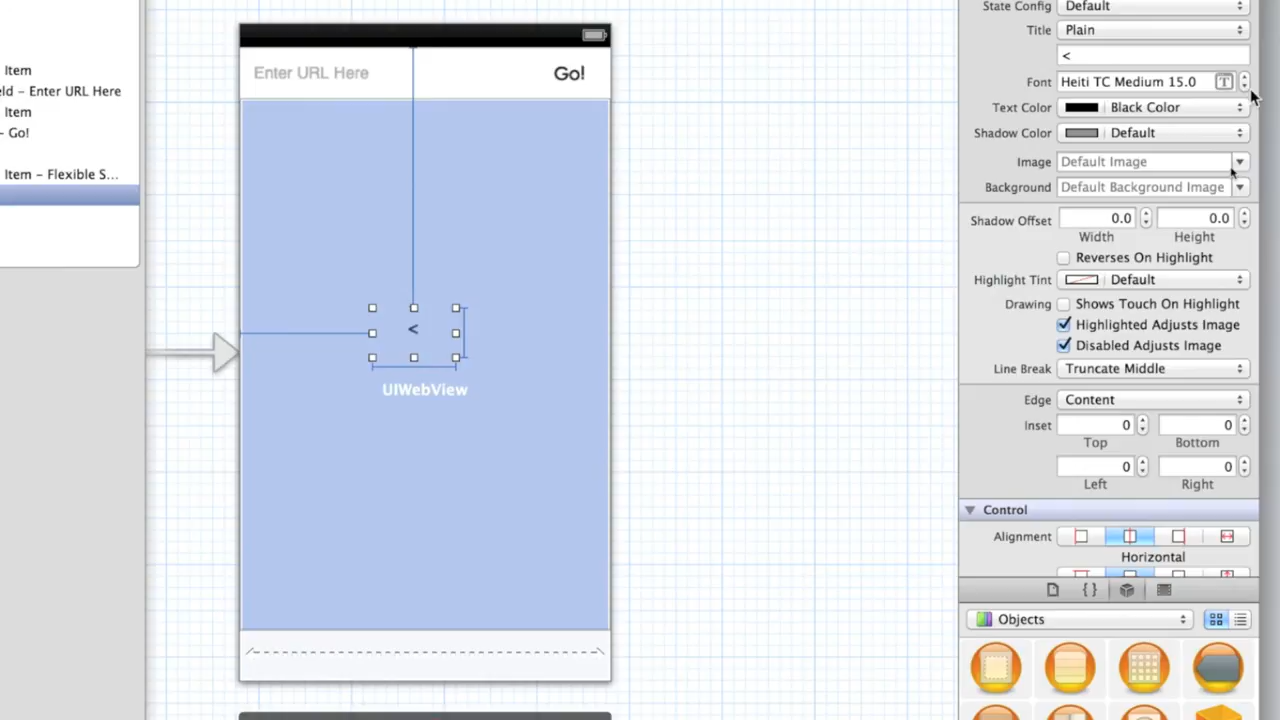 Item
eld – Enter URL Here
Item
– Go!
Item – Flexible S...
Enter URL Here
Go!
<
UIWebView
State Config Default
Title Plain
<
Font Heiti TC Medium 15.0 T
Text Color Black Color
Shadow Color Default
Image Default Image
Background Default Background Image
Shadow Offset 0.0 0.0
Width Height
Reverses On Highlight
Highlight Tint Default
Drawing Shows Touch On Highlight
Highlighted Adjusts Image
Disabled Adjusts Image
Line Break Truncate Middle
Edge Content
Inset 0 0
Top Bottom
0 0
Left Right
Control
Alignment
Horizontal
{ }
Objects